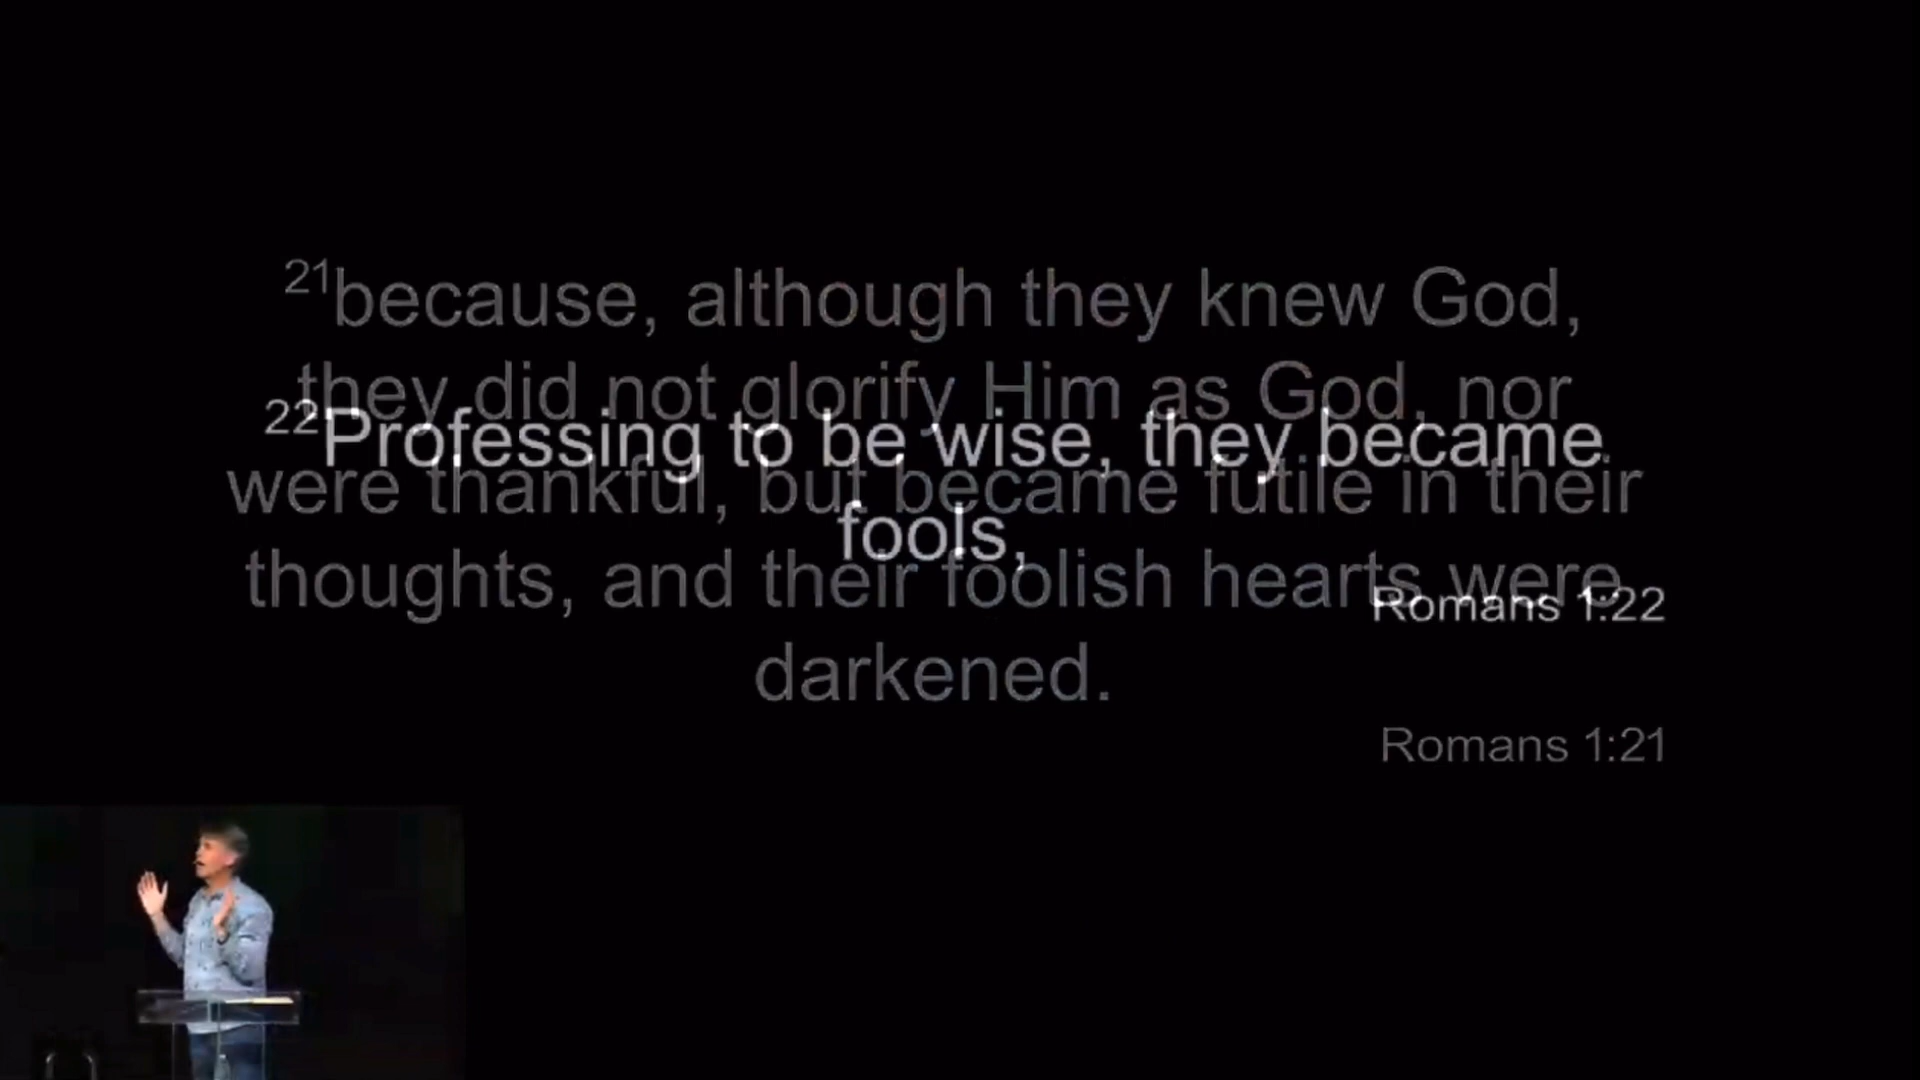 21because, although they knew God,
they did not glorify Him as God, nor
were thankful, but became futile in their
thoughts, and their foolish hearts were
darkened.
Romans 1:21
22Professing to be wise, they became
fools,
Romans 1:22